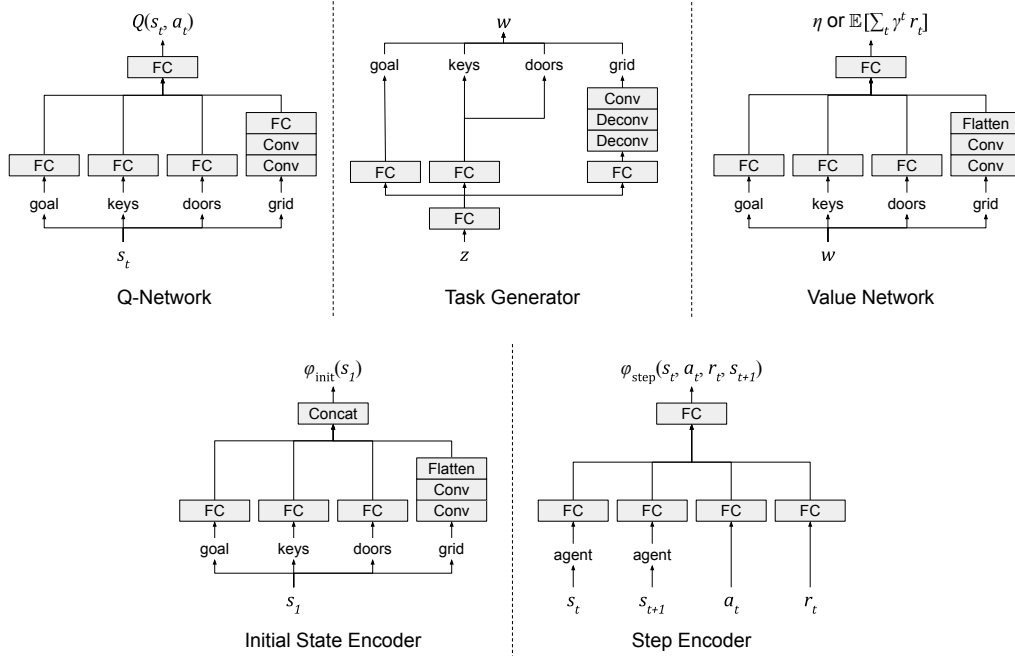 Q(s_t, a_t)
FC
FC
FC FC FC Conv
Conv
goal keys doors grid
s_t
Q-Network
w
goal keys doors grid
Conv
Deconv
Deconv
FC FC FC
FC
z
Task Generator
η or 𝔼[∑_t γ^t r_t]
FC
Flatten
Conv
FC FC FC Conv
goal keys doors grid
w
Value Network
φ_init(s_1)
Concat
Flatten
Conv
FC FC FC Conv
goal keys doors grid
s_1
Initial State Encoder
φ_step(s_t, a_t, r_t, s_{t+1})
FC
FC FC FC FC
agent agent
s_t s_{t+1} a_t r_t
Step Encoder